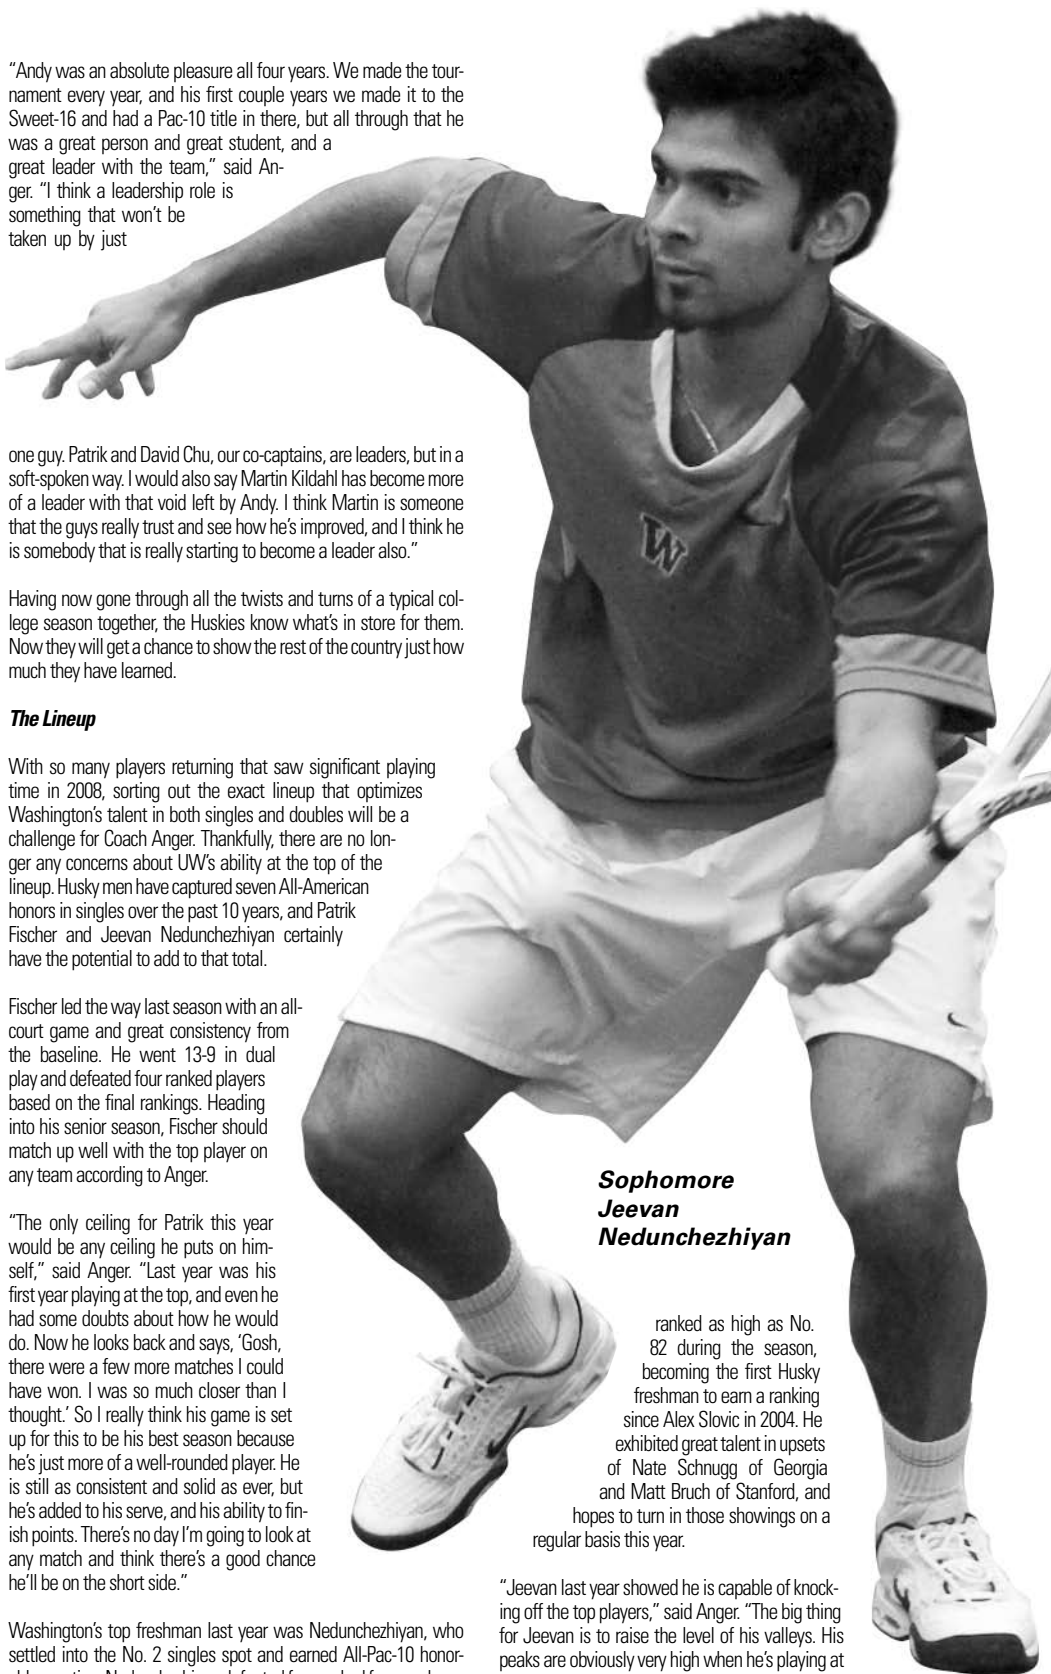 “Andy was an absolute pleasure all four years. We made the tour-
nament every year, and his first couple years we made it to the
Sweet-16 and had a Pac-10 title in there, but all through that he
was a great person and great student, and a
great leader with the team,” said An-
ger. “I think a leadership role is
something that won’t be
taken up by just
one guy. Patrik and David Chu, our co-captains, are leaders, but in a
soft-spoken way. I would also say Martin Kildahl has become more
of a leader with that void left by Andy. I think Martin is someone
that the guys really trust and see how he’s improved, and I think he
is somebody that is really starting to become a leader also.”
Having now gone through all the twists and turns of a typical col-
lege season together, the Huskies know what’s in store for them.
Now they will get a chance to show the rest of the country just how
much they have learned.
The Lineup
With so many players returning that saw significant playing
time in 2008, sorting out the exact lineup that optimizes
Washington’s talent in both singles and doubles will be a
challenge for Coach Anger. Thankfully, there are no lon-
ger any concerns about UW’s ability at the top of the
lineup. Husky men have captured seven All-American
honors in singles over the past 10 years, and Patrik
Fischer and Jeevan Nedunchezhiyan certainly
have the potential to add to that total.
Fischer led the way last season with an all-
court game and great consistency from
the baseline. He went 13-9 in dual
play and defeated four ranked players
based on the final rankings. Heading
into his senior season, Fischer should
match up well with the top player on
any team according to Anger.
“The only ceiling for Patrik this year
would be any ceiling he puts on him-
self,” said Anger. “Last year was his
first year playing at the top, and even he
had some doubts about how he would
do. Now he looks back and says, ‘Gosh,
there were a few more matches I could
have won. I was so much closer than I
thought.’ So I really think his game is set
up for this to be his best season because
he’s just more of a well-rounded player. He
is still as consistent and solid as ever, but
he’s added to his serve, and his ability to fin-
ish points. There’s no day I’m going to look at
any match and think there’s a good chance
he’ll be on the short side.”
Washington’s top freshman last year was Nedunchezhiyan, who
settled into the No. 2 singles spot and earned All-Pac-10 honor-
W
Sophomore
Jeevan
Nedunchezhiyan
ranked as high as No.
82 during the season,
becoming the first Husky
freshman to earn a ranking
since Alex Slovic in 2004. He
exhibited great talent in upsets
of Nate Schnugg of Georgia
and Matt Bruch of Stanford, and
hopes to turn in those showings on a
regular basis this year.
“Jeevan last year showed he is capable of knock-
ing off the top players,” said Anger. “The big thing
for Jeevan is to raise the level of his valleys. His
peaks are obviously very high when he’s playing at